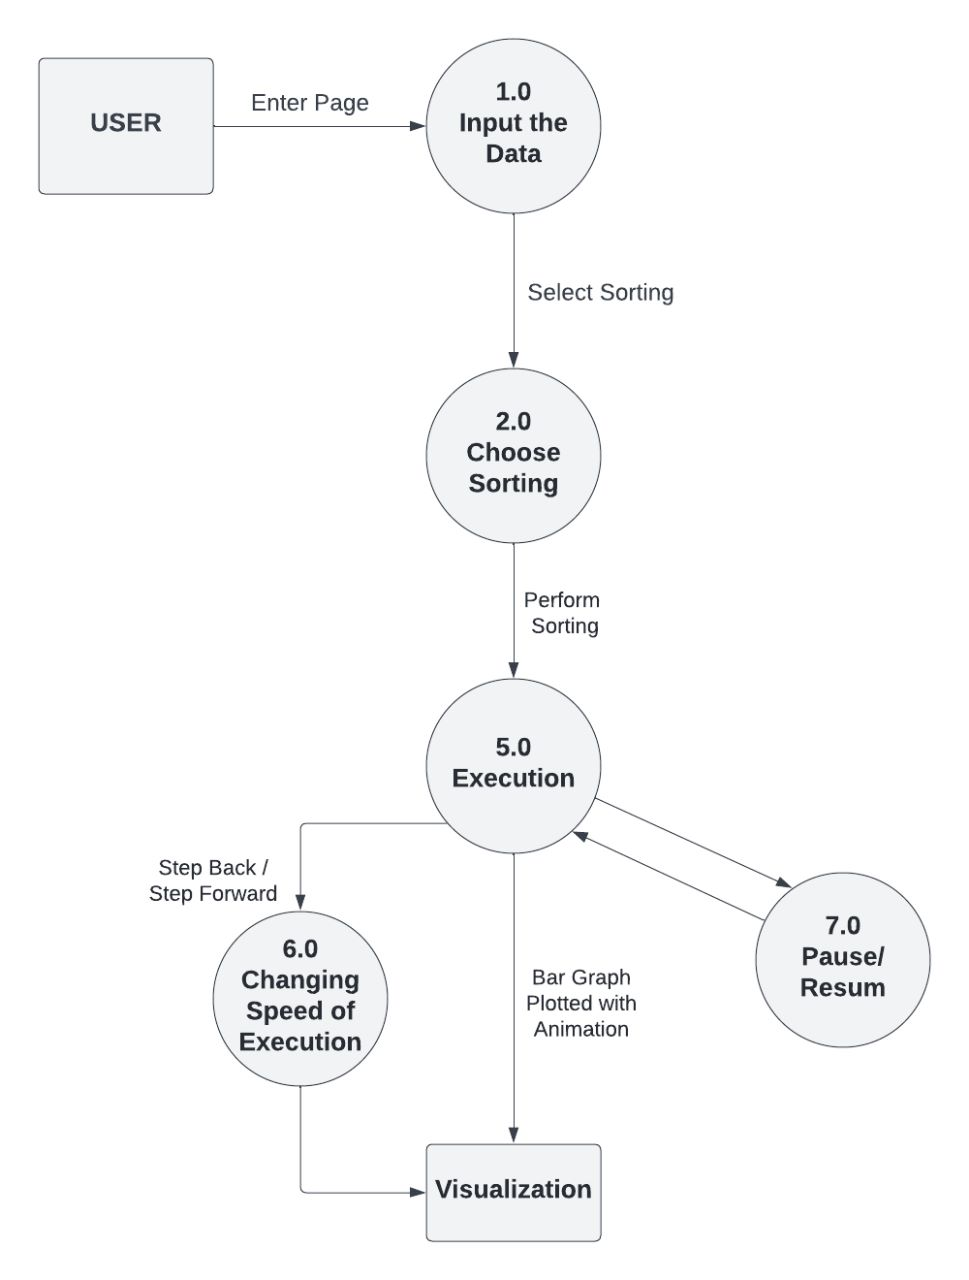 USER
Enter Page
1.0
Input the
Data
Select Sorting
2.0
Choose
Sorting
Perform
Sorting
5.0
Execution
Step Back /
Step Forward
6.0
Changing
Speed of
Execution
Bar Graph
Plotted with
Animation
7.0
Pause/
Resum
Visualization